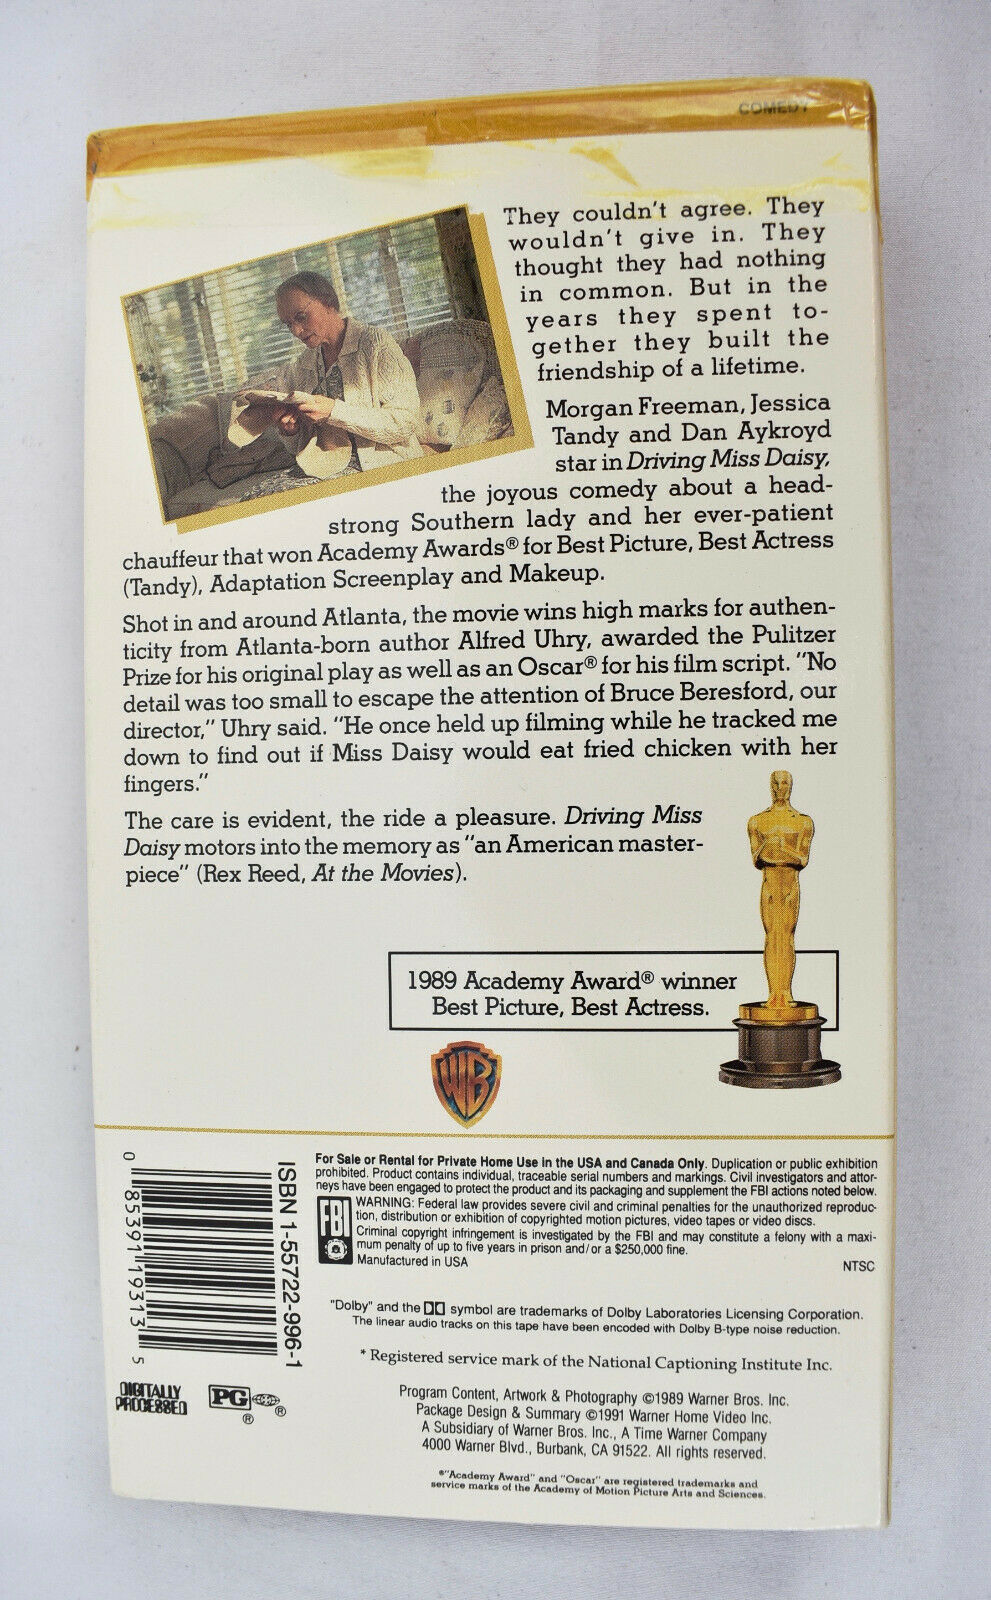 COMEDY
They couldn't agree. They
wouldn't give in. They
thought they had nothing
in common. But in the
years they spent to-
gether they built the
friendship of a lifetime.
Morgan Freeman, Jessica
Tandy and Dan Aykroyd
star in Driving Miss Daisy,
the joyous comedy about a head-
strong Southern lady and her ever-patient
chauffeur that won Academy Awards® for Best Picture, Best Actress
(Tandy), Adaptation Screenplay and Makeup.
Shot in and around Atlanta, the movie wins high marks for authen-
ticity from Atlanta-born author Alfred Uhry, awarded the Pulitzer
Prize for his original play as well as an Oscar® for his film script. "No
detail was too small to escape the attention of Bruce Beresford, our
director," Uhry said. "He once held up filming while he tracked me
down to find out if Miss Daisy would eat fried chicken with her
fingers."
The care is evident, the ride a pleasure. Driving Miss
Daisy motors into the memory as "an American master-
piece" (Rex Reed, At the Movies).
1989 Academy Award® winner
Best Picture, Best Actress.
WB
ISBN 1-55722-996-1
0 85391 19313 5
For Sale or Rental for Private Home Use in the USA and Canada Only. Duplication or public exhibition
prohibited. Product contains individual, traceable serial numbers and markings. Civil investigators and attor-
neys have been engaged to protect the product and its packaging and supplement the FBI actions noted below.
FBI
WARNING: Federal law provides severe civil and criminal penalties for the unauthorized reproduc-
tion, distribution or exhibition of copyrighted motion pictures, video tapes or video discs.
Criminal copyright infringement is investigated by the FBI and may constitute a felony with a maxi-
mum penalty of up to five years in prison and/or a $250,000 fine.
Manufactured in USA
NTSC
"Dolby" and the symbol are trademarks of Dolby Laboratories Licensing Corporation.
The linear audio tracks on this tape have been encoded with Dolby B-type noise reduction.
* Registered service mark of the National Captioning Institute Inc.
DIGITALLY
PROCESSED
PG
® ®
Program Content, Artwork & Photography ©1989 Warner Bros. Inc.
Package Design & Summary ©1991 Warner Home Video Inc.
A Subsidiary of Warner Bros. Inc., A Time Warner Company
4000 Warner Blvd., Burbank, CA 91522. All rights reserved.
®"Academy Award" and "Oscar" are registered trademarks and
service marks of the Academy of Motion Picture Arts and Sciences.